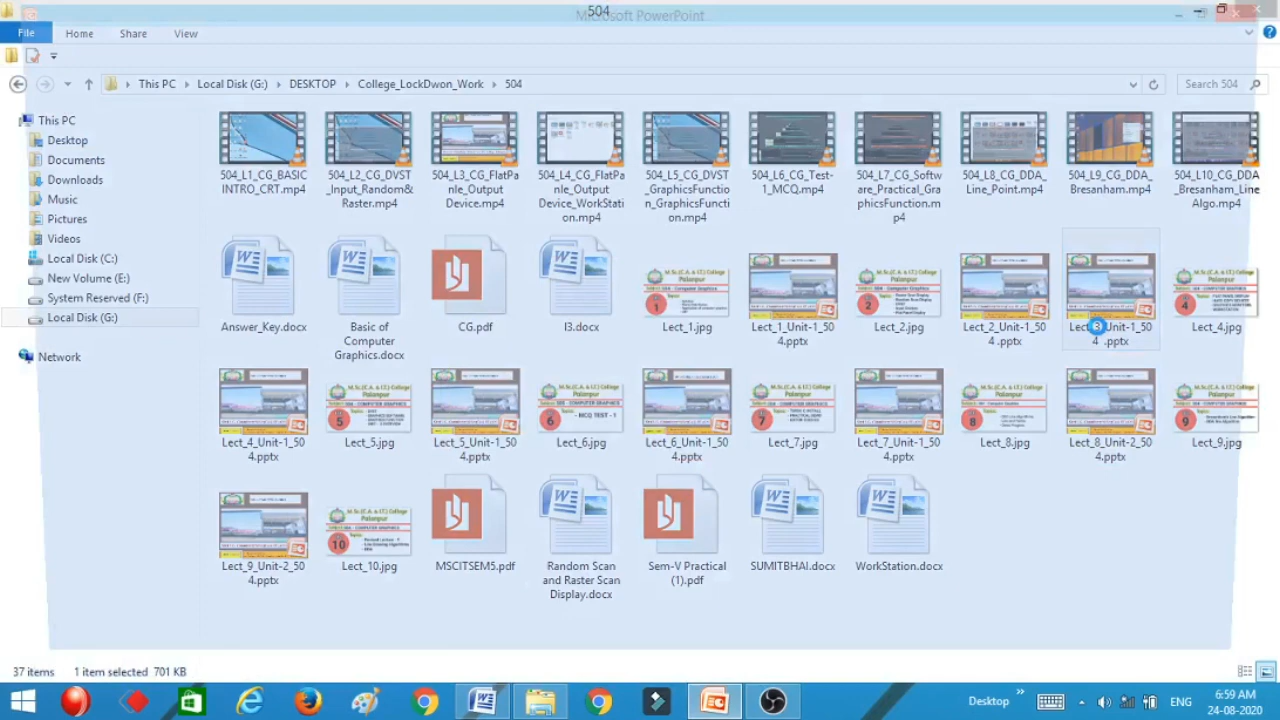 504
Microsoft PowerPoint
File Home Share View
This PC Local Disk (G:) DESKTOP College_LockDwon_Work 504 Search 504
This PC
Desktop
Documents
Downloads
Music
Pictures
Videos
Local Disk (C:)
New Volume (E:)
System Reserved (F:)
Local Disk (G:)
Network
504_L1_CG_BASIC
INTRO_CRT.mp4
504_L2_CG_DVST
_Input_Random&
Raster.mp4
504_L3_CG_FlatPa
nle_Output
Device.mp4
504_L4_CG_FlatPa
nle_Output
Device_WorkStati
on.mp4
504_L5_CG_DVST
_GraphicsFunctio
n_GraphicsFuncti
on.mp4
504_L6_CG_Test-
1_MCQ.mp4
504_L7_CG_Softw
are_Practical_Gra
phicsFunction.m
p4
504_L8_CG_DDA_
Line_Point.mp4
504_L9_CG_DDA_
Bresanham.mp4
504_L10_CG_DDA
_Bresenham_Line
Algo.mp4
Answer_Key.docx
Basic of
Computer
Graphics.docx
CG.pdf
I3.docx
Lect_1.jpg
Lect_1_Unit-1_50
4.pptx
Lect_2.jpg
Lect_2_Unit-1_50
4 .pptx
Lect_3_Unit-1_50
4 .pptx
Lect_4.jpg
Lect_4_Unit-1_50
4.pptx
Lect_5.jpg
Lect_5_Unit-1_50
4.pptx
Lect_6.jpg
Lect_6_Unit-1_50
4.pptx
Lect_7.jpg
Lect_7_Unit-1_50
4.pptx
Lect_8.jpg
Lect_8_Unit-2_50
4.pptx
Lect_9.jpg
Lect_9_Unit-2_50
4.pptx
Lect_10.jpg
MSCITSEM5.pdf
Random Scan
and Raster Scan
Display.docx
Sem-V Practical
(1).pdf
SUMITBHAI.docx
WorkStation.docx
37 items 1 item selected 701 KB
Desktop ENG
6:59 AM
24-08-2020